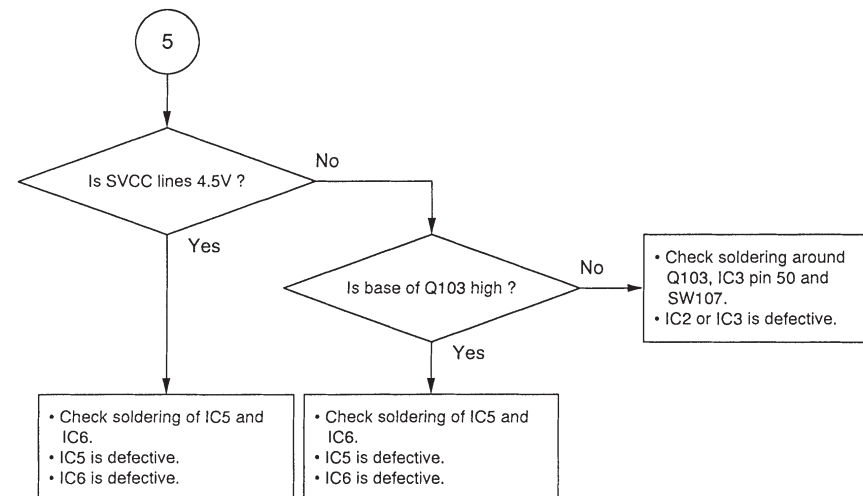 5
Is SVCC lines 4.5V ?
No
Yes
Is base of Q103 high ?
No
Yes
• Check soldering around
Q103, IC3 pin 50 and
SW107.
• IC2 or IC3 is defective.
• Check soldering of IC5 and
IC6.
• IC5 is defective.
• IC6 is defective.
• Check soldering of IC5 and
IC6.
• IC5 is defective.
• IC6 is defective.